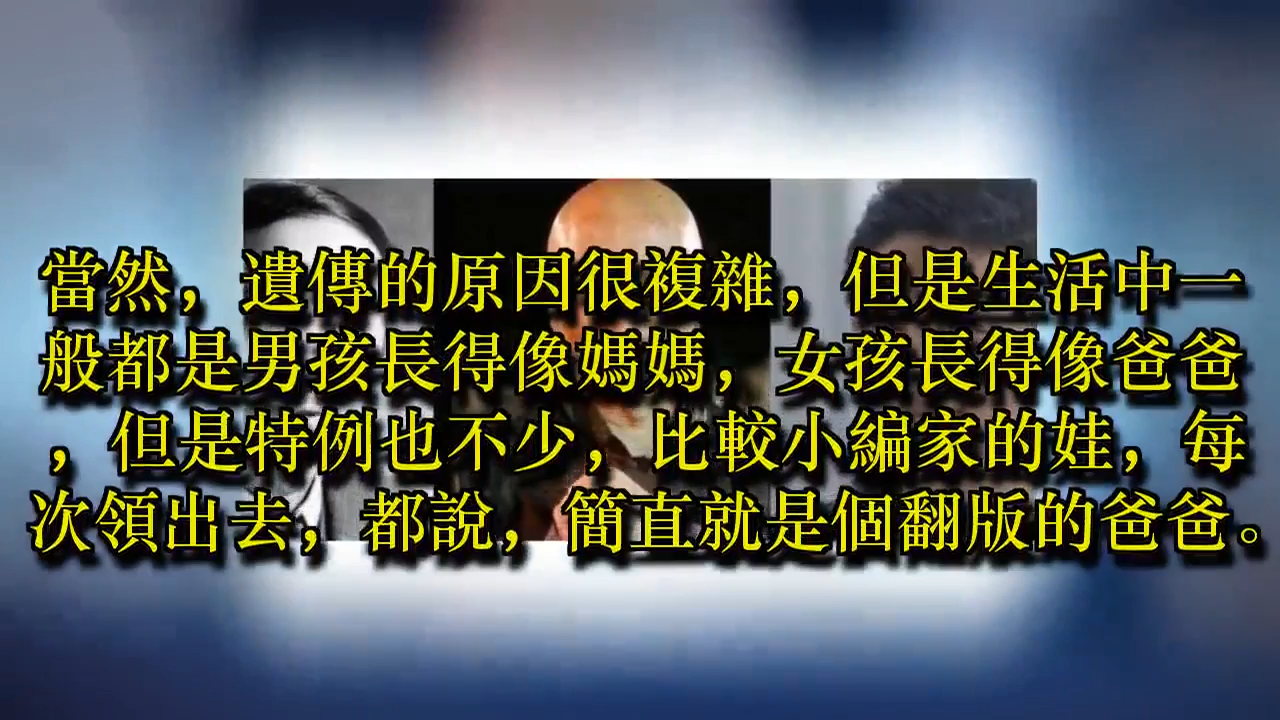 當然，遺傳的原因很複雜，但是生活中一
般都是男孩長得像媽媽，女孩長得像爸爸
，但是特例也不少，比較小編家的娃，每
次領出去，都說，簡直就是個翻版的爸爸。